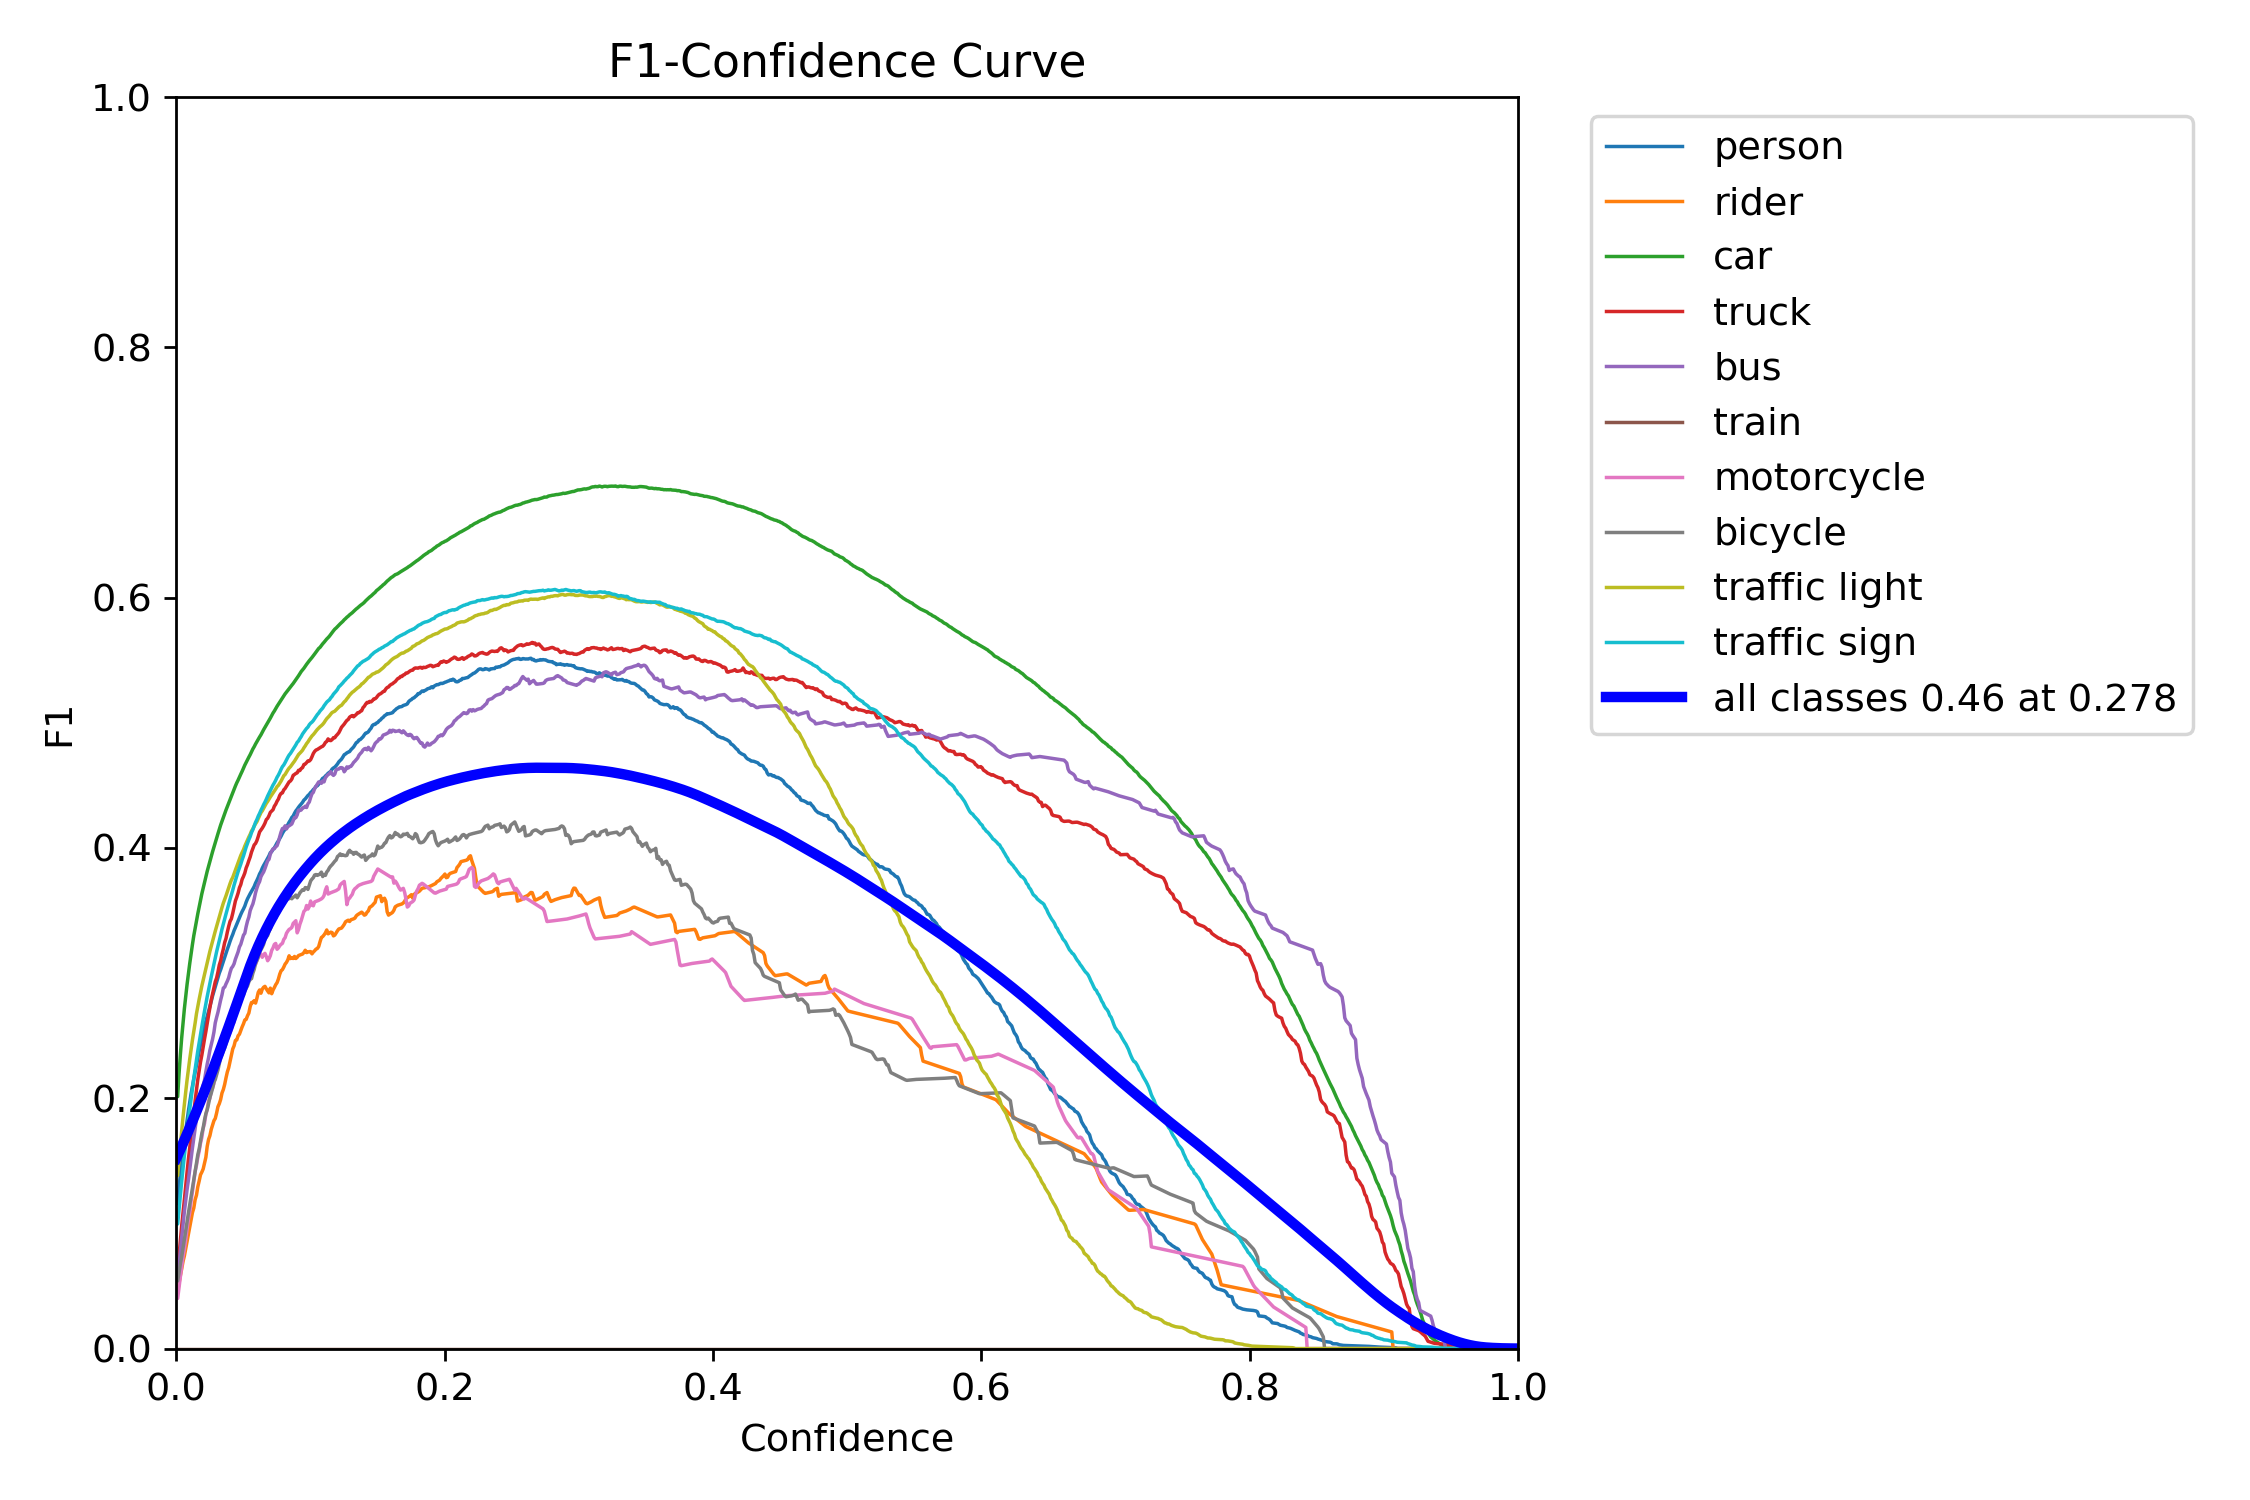 F1-Confidence Curve
1.0
0.8
0.6
0.4
0.2
0.0
F1
0.0 0.2 0.4 0.6 0.8 1.0
Confidence
person
rider
car
truck
bus
train
motorcycle
bicycle
traffic light
traffic sign
all classes 0.46 at 0.278